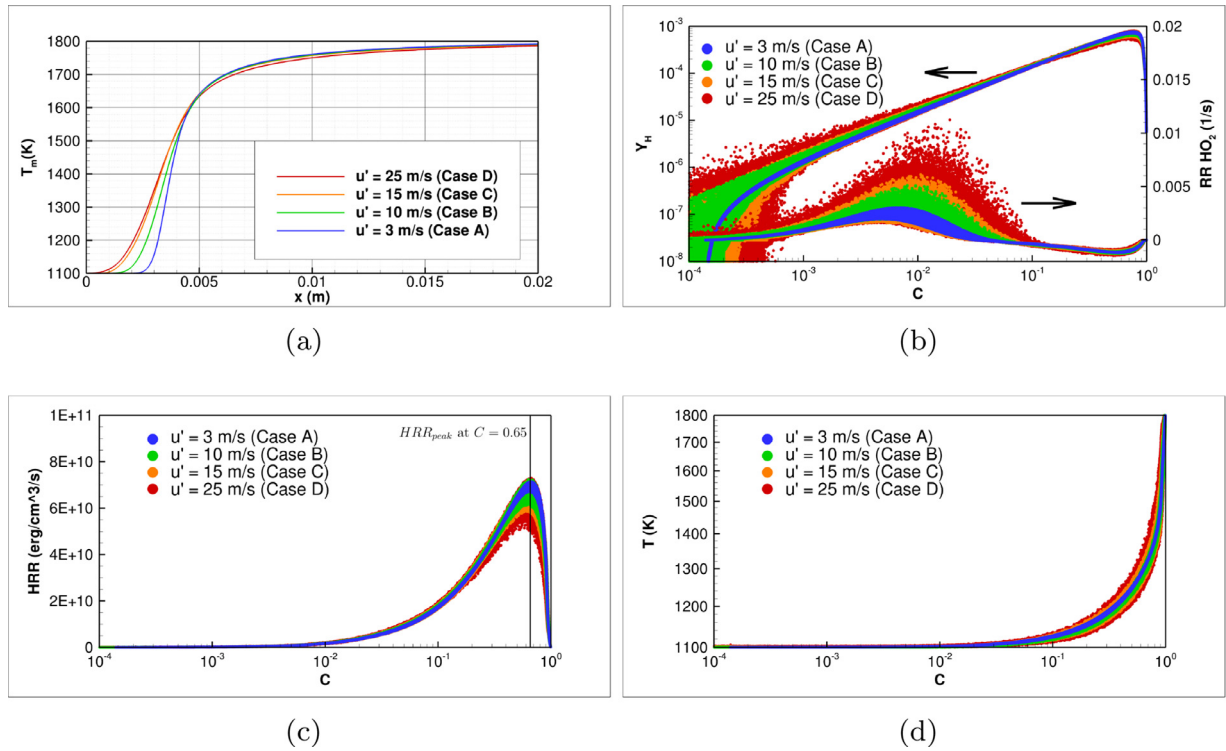 1800
1700
1600
1500
1400
1300
1200
1100
T_m(K)
u' = 25 m/s (Case D)
u' = 15 m/s (Case C)
u' = 10 m/s (Case B)
u' = 3 m/s (Case A)
0 0.005 0.01 0.015 0.02
x (m)
(a)
u' = 3 m/s (Case A)
u' = 10 m/s (Case B)
u' = 15 m/s (Case C)
u' = 25 m/s (Case D)
10^-3
10^-4
10^-5
10^-6
10^-7
10^-8
Y_H
0.02
0.015
0.01
0.005
0
RR HO_2 (1/s)
10^-4 10^-3 10^-2 10^-1 10^0
C
(b)
1E+11
8E+10
6E+10
4E+10
2E+10
0
HRR (erg/cm^3/s)
u' = 3 m/s (Case A)
u' = 10 m/s (Case B)
u' = 15 m/s (Case C)
u' = 25 m/s (Case D)
HRR_peak at C = 0.65
10^-4 10^-3 10^-2 10^-1 10^0
C
(c)
1800
1700
1600
1500
1400
1300
1200
1100
T (K)
u' = 3 m/s (Case A)
u' = 10 m/s (Case B)
u' = 15 m/s (Case C)
u' = 25 m/s (Case D)
10^-4 10^-3 10^-2 10^-1 10^0
C
(d)